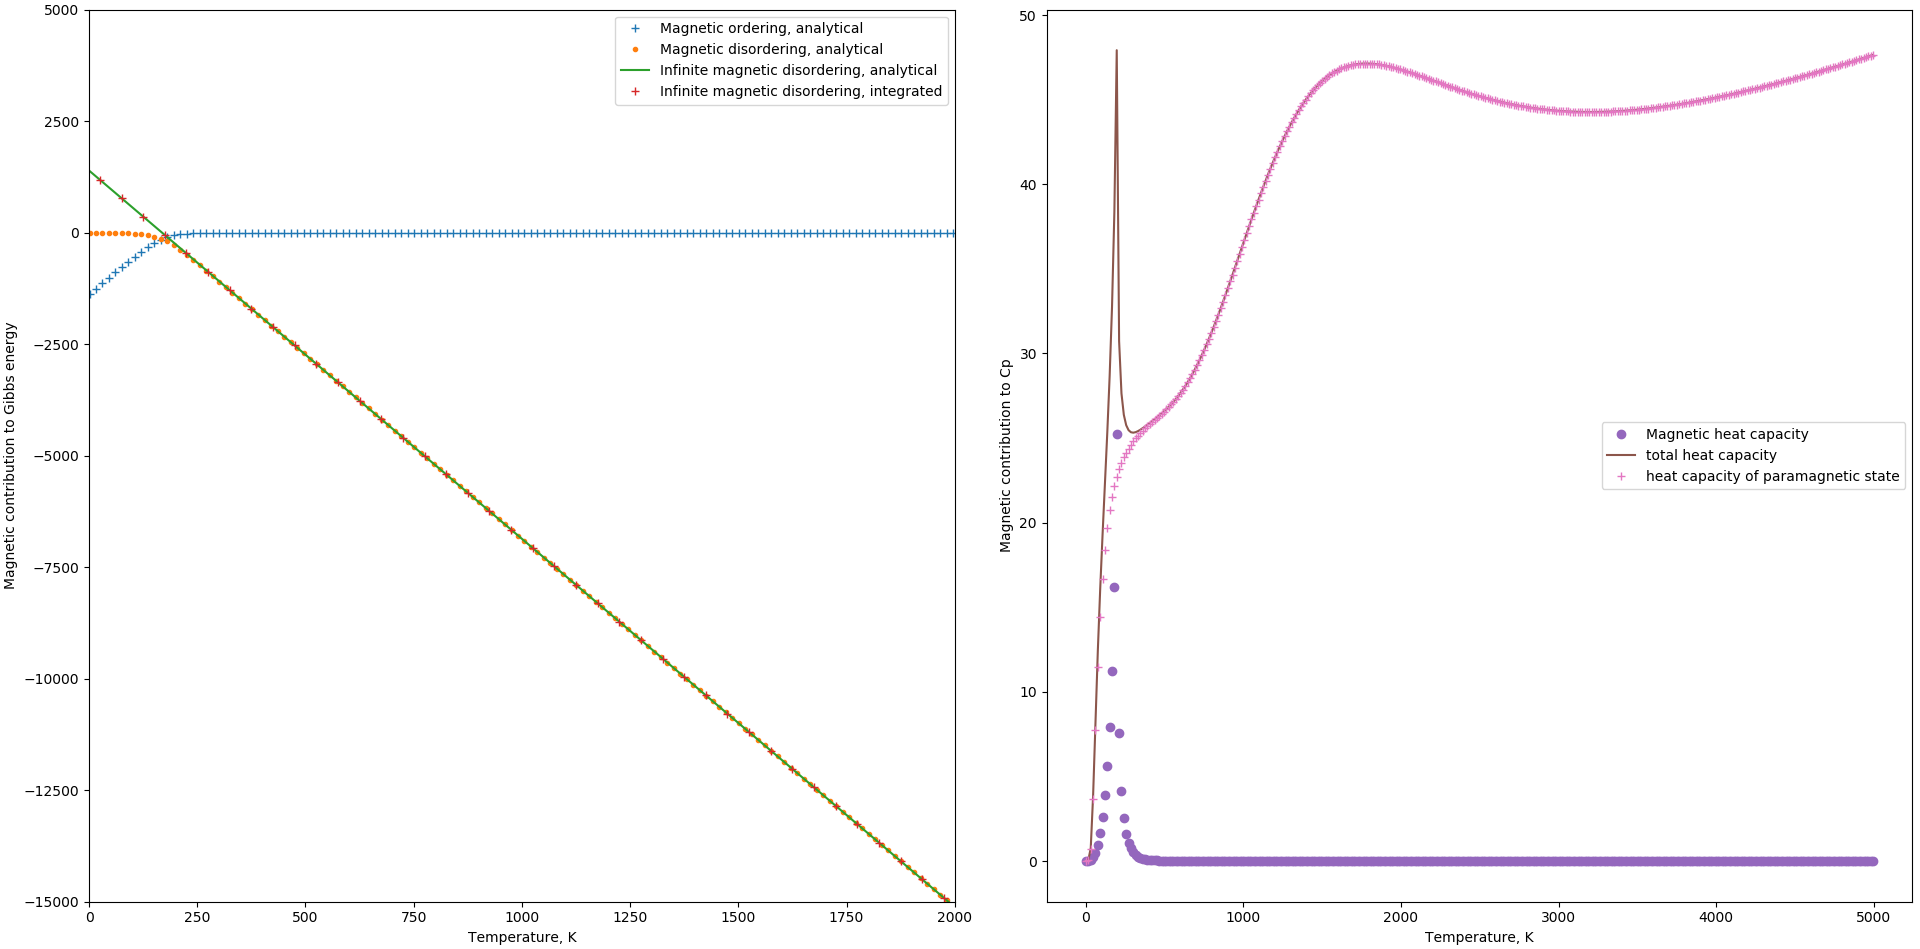 5000
2500
0
−2500
−5000
−7500
−10000
−12500
−15000
Magnetic contribution to Gibbs energy
Magnetic ordering, analytical
Magnetic disordering, analytical
Infinite magnetic disordering, analytical
Infinite magnetic disordering, integrated
0
250
500
750
1000
1250
1500
1750
2000
Temperature, K
50
40
30
20
10
0
Magnetic contribution to Cp
Magnetic heat capacity
total heat capacity
heat capacity of paramagnetic state
0
1000
2000
3000
4000
5000
Temperature, K